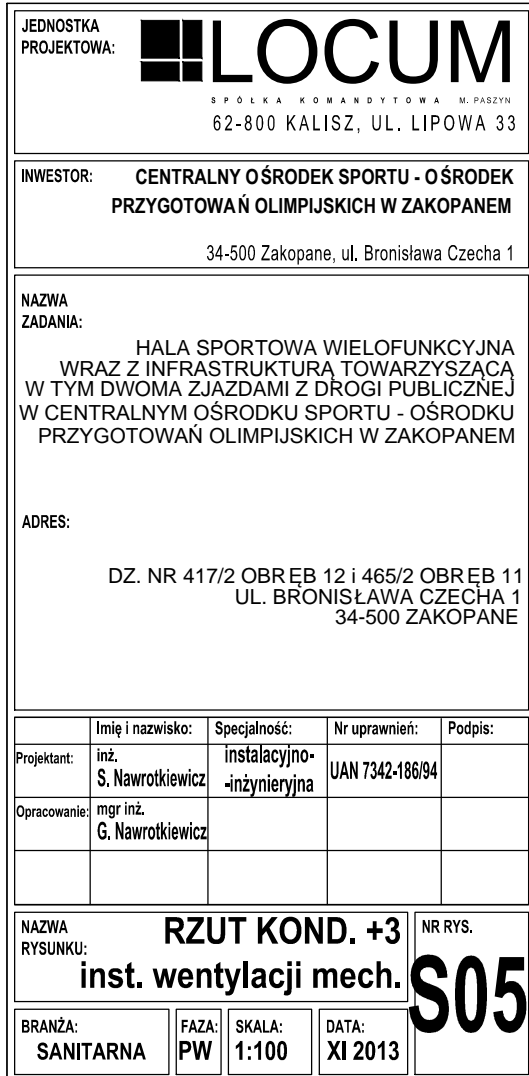 JEDNOSTKA
PROJEKTOWA:
LOCUM
SPÓŁKA KOMANDYTOWA M. PASZYN
62-800 KALISZ, UL. LIPOWA 33
INWESTOR:
CENTRALNY OŚRODEK SPORTU - OŚRODEK
PRZYGOTOWAŃ OLIMPIJSKICH W ZAKOPANEM
34-500 Zakopane, ul. Bronisława Czecha 1
NAZWA
ZADANIA:
HALA SPORTOWA WIELOFUNKCYJNA
WRAZ Z INFRASTRUKTURĄ TOWARZYSZĄCĄ
W TYM DWOMA ZJAZDAMI Z DROGI PUBLICZNEJ
W CENTRALNYM OŚRODKU SPORTU - OŚRODKU
PRZYGOTOWAŃ OLIMPIJSKICH W ZAKOPANEM
ADRES:
DZ. NR 417/2 OBRĘB 12 i 465/2 OBRĘB 11
UL. BRONISŁAWA CZECHA 1
34-500 ZAKOPANE
Imię i nazwisko: Specjalność: Nr uprawnień: Podpis:
Projektant: inż. S. Nawrotkiewicz instalacyjno-
-inżynieryjna UAN 7342-186/94
Opracowanie: mgr inż.
G. Nawrotkiewicz
NAZWA
RYSUNKU:
RZUT KOND. +3
inst. wentylacji mech.
NR RYS.
S05
BRANŻA:
SANITARNA
FAZA:
PW
SKALA:
1:100
DATA:
XI 2013